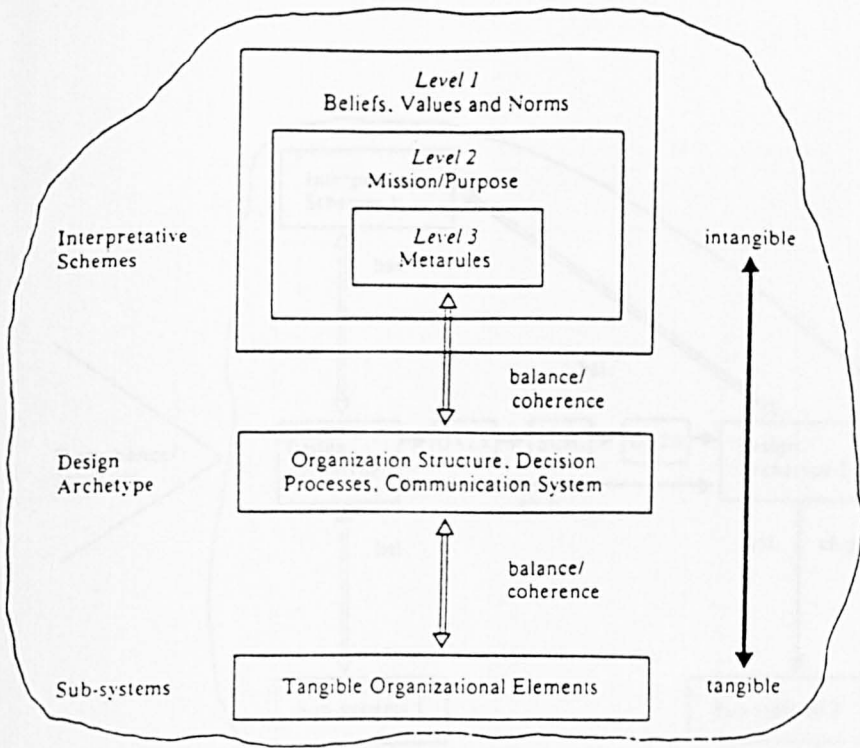 Level 1
Beliefs, Values and Norms
Level 2
Mission/Purpose
Level 3
Metarules
Interpretative
Schemes
intangible
balance/
coherence
Design
Archetype
Organization Structure, Decision
Processes, Communication System
balance/
coherence
Sub-systems
Tangible Organizational Elements
tangible